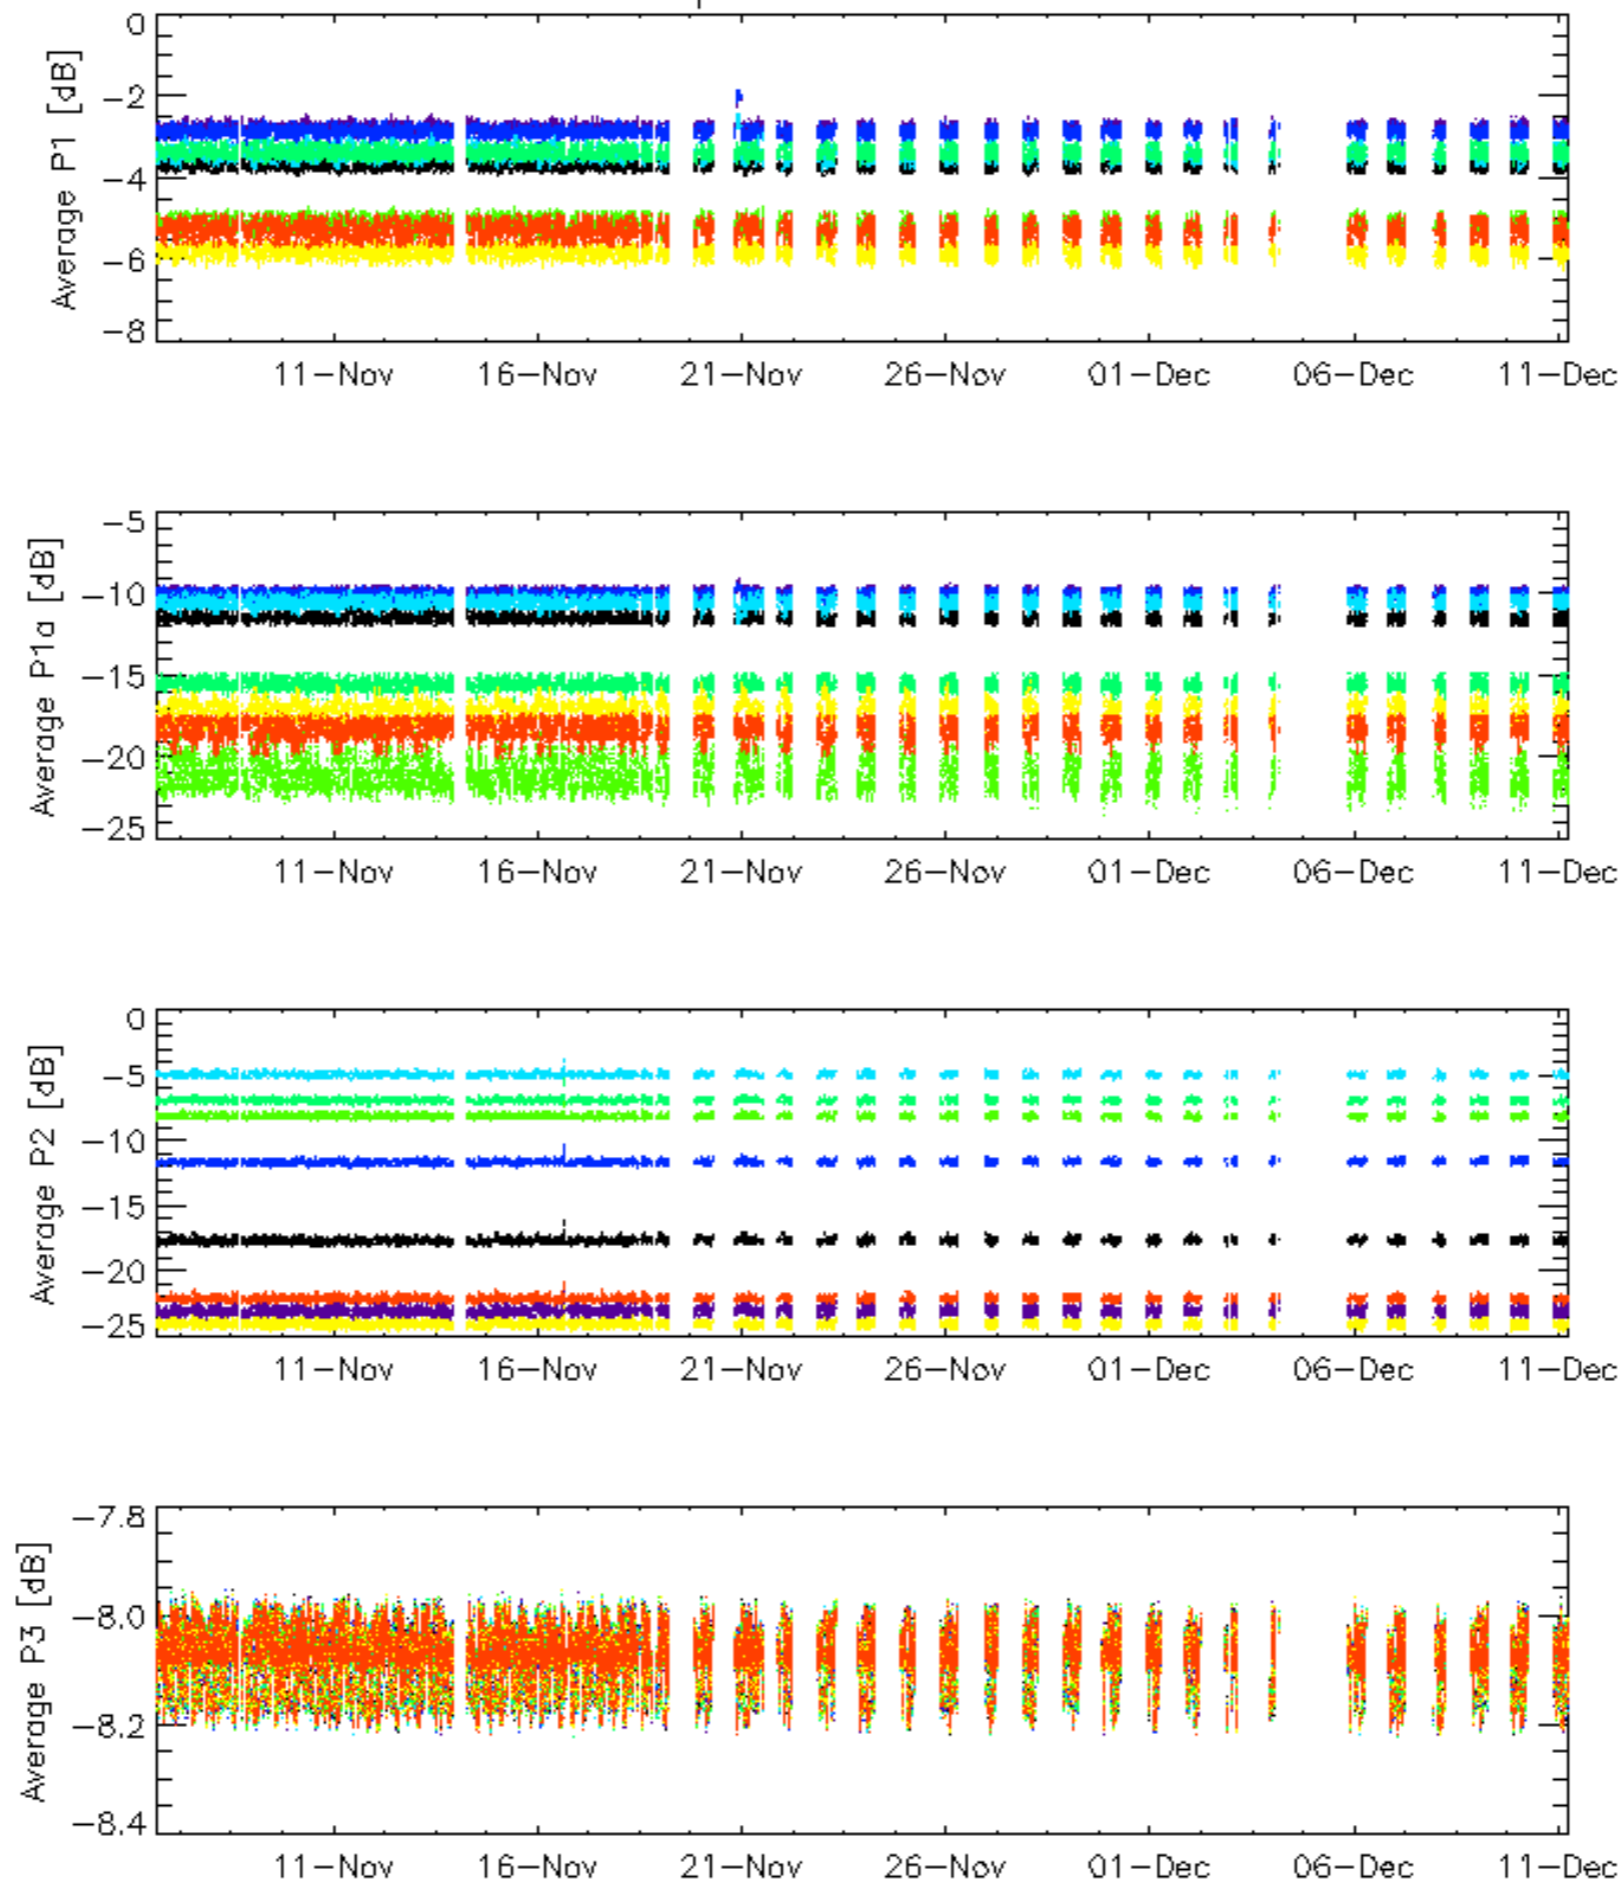 Average P1 [dB]
0
−2
−4
−6
−8
11−Nov 16−Nov 21−Nov 26−Nov 01−Dec 06−Dec 11−Dec
Average P1a [dB]
−5
−10
−15
−20
−25
11−Nov 16−Nov 21−Nov 26−Nov 01−Dec 06−Dec 11−Dec
Average P2 [dB]
0
−5
−10
−15
−20
−25
11−Nov 16−Nov 21−Nov 26−Nov 01−Dec 06−Dec 11−Dec
Average P3 [dB]
−7.8
−8.0
−8.2
−8.4
11−Nov 16−Nov 21−Nov 26−Nov 01−Dec 06−Dec 11−Dec